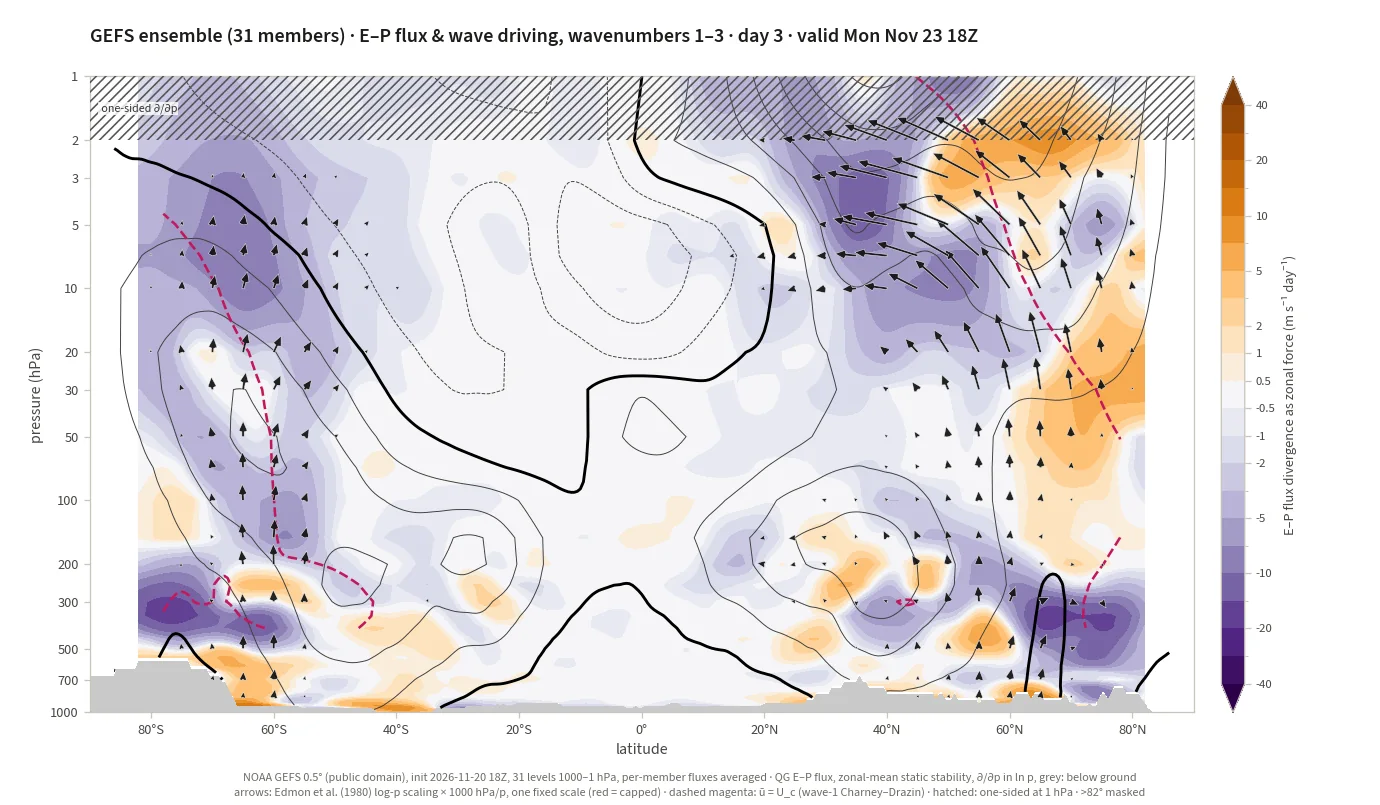 GEFS ensemble (31 members) · E–P flux & wave driving, wavenumbers 1–3 · day 3 · valid Mon Nov 23 18Z
one-sided ∂/∂p
1
2
3
5
10
20
30
50
100
200
300
500
700
1000
pressure (hPa)
80°S
60°S
40°S
20°S
0°
20°N
40°N
60°N
80°N
latitude
40
20
10
5
2
1
0.5
-0.5
-1
-2
-5
-10
-20
-40
E–P flux divergence as zonal force (m s⁻¹ day⁻¹)
NOAA GEFS 0.5° (public domain), init 2026-11-20 18Z, 31 levels 1000–1 hPa, per-member fluxes averaged · QG E–P flux, zonal-mean static stability, ∂/∂p in ln p, grey: below ground
arrows: Edmon et al. (1980) log-p scaling × 1000 hPa/p, one fixed scale (red = capped) · dashed magenta: ū = U_c (wave-1 Charney–Drazin) · hatched: one-sided at 1 hPa · >82° masked